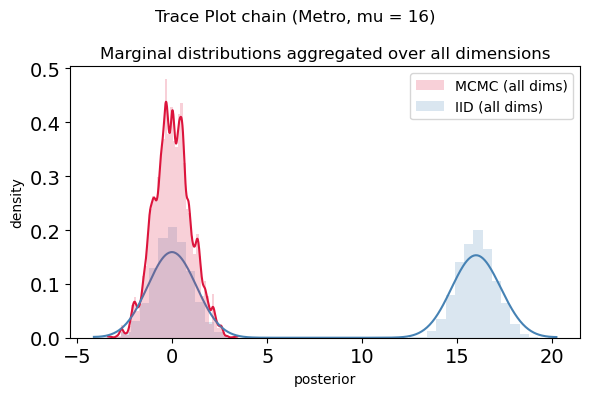 Trace Plot chain (Metro, mu = 16)
Marginal distributions aggregated over all dimensions
MCMC (all dims)
IID (all dims)
density
0.5
0.4
0.3
0.2
0.1
0.0
−5
0
5
10
15
20
posterior